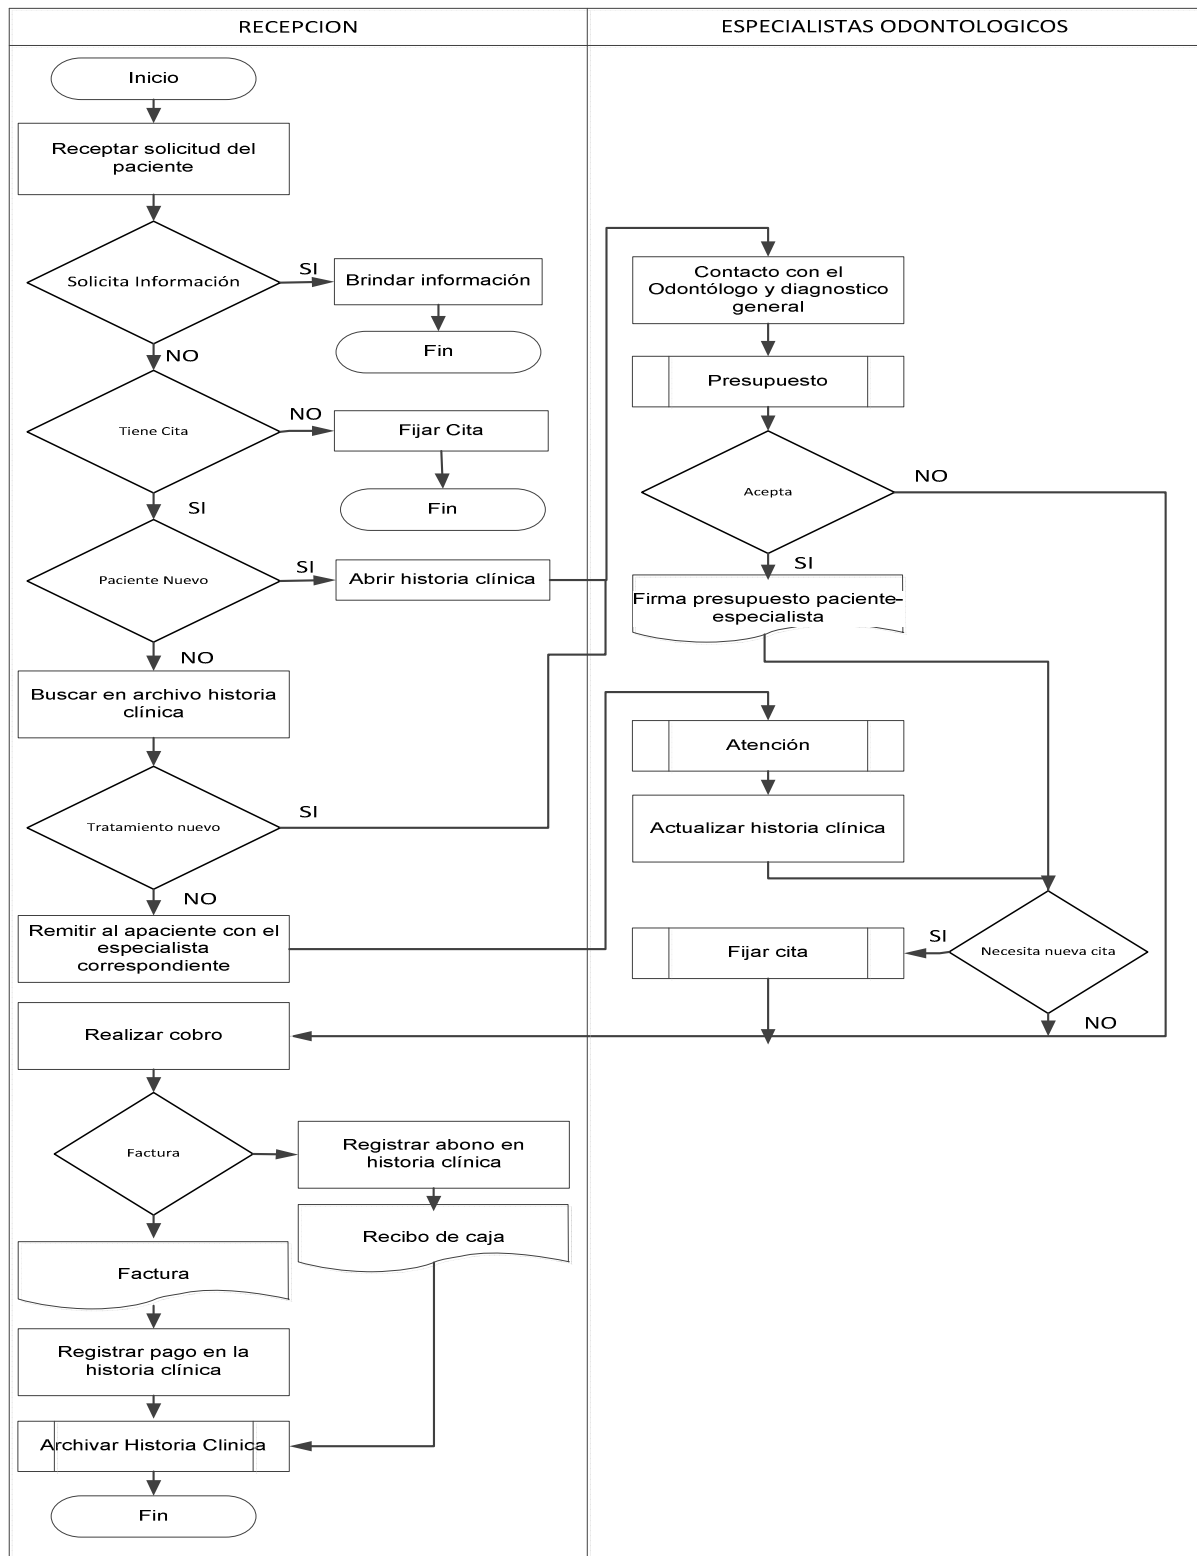 RECEPCION
ESPECIALISTAS ODONTOLOGICOS
Inicio
Receptar solicitud del
paciente
Solicita Información
SI
Brindar información
Fin
NO
Tiene Cita
NO
Fijar Cita
Fin
SI
Paciente Nuevo
SI
Abrir historia clínica
NO
Buscar en archivo historia
clínica
Tratamiento nuevo
SI
NO
Remitir al apaciente con el
especialista
correspondiente
Contacto con el
Odontólogo y diagnostico
general
Presupuesto
Acepta
NO
SI
Firma presupuesto paciente-
especialista
Atención
Actualizar historia clínica
Necesita nueva cita
SI
Fijar cita
NO
Realizar cobro
Factura
Registrar abono en
historia clínica
Recibo de caja
Factura
Registrar pago en la
historia clínica
Archivar Historia Clinica
Fin